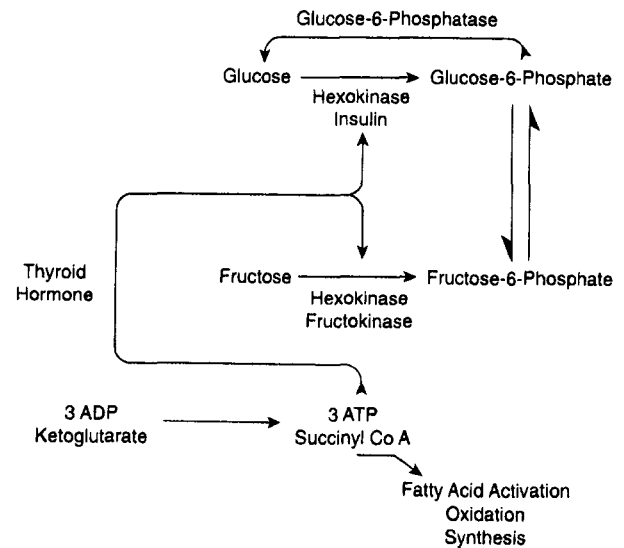 Glucose-6-Phosphatase
Glucose
Glucose-6-Phosphate
Hexokinase
Insulin
Thyroid
Hormone
Fructose
Fructose-6-Phosphate
Hexokinase
Fructokinase
3 ADP
Ketoglutarate
3 ATP
Succinyl Co A
Fatty Acid Activation
Oxidation
Synthesis